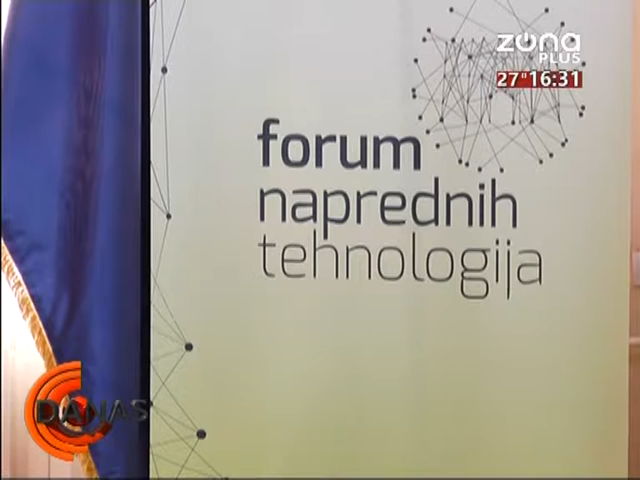 zona
PLUS
27° 16:31
forum
naprednih
tehnologija
DANAS